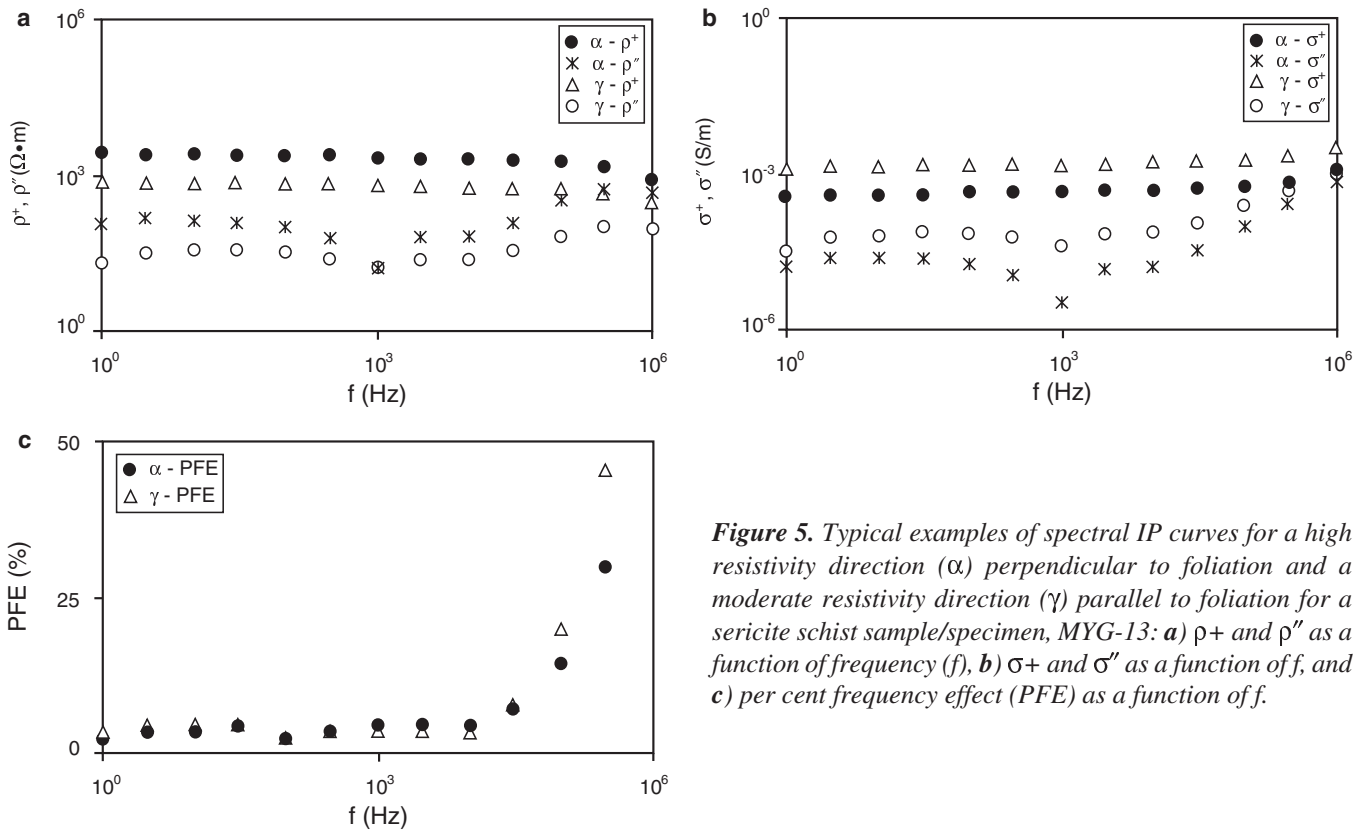 a
10⁶
10³
10⁰
ρ⁺, ρ″(Ω•m)
α - ρ⁺
α - ρ″
γ - ρ⁺
γ - ρ″
10⁰
10³
10⁶
f (Hz)
b
10⁰
10⁻³
10⁻⁶
σ⁺, σ″(S/m)
α - σ⁺
α - σ″
γ - σ⁺
γ - σ″
10⁰
10³
10⁶
f (Hz)
c
50
25
0
PFE (%)
α - PFE
γ - PFE
10⁰
10³
10⁶
f (Hz)
Figure 5. Typical examples of spectral IP curves for a high
resistivity direction (α) perpendicular to foliation and a
moderate resistivity direction (γ) parallel to foliation for a
sericite schist sample/specimen, MYG-13: a) ρ+ and ρ″ as a
function of frequency (f), b) σ+ and σ″ as a function of f, and
c) per cent frequency effect (PFE) as a function of f.